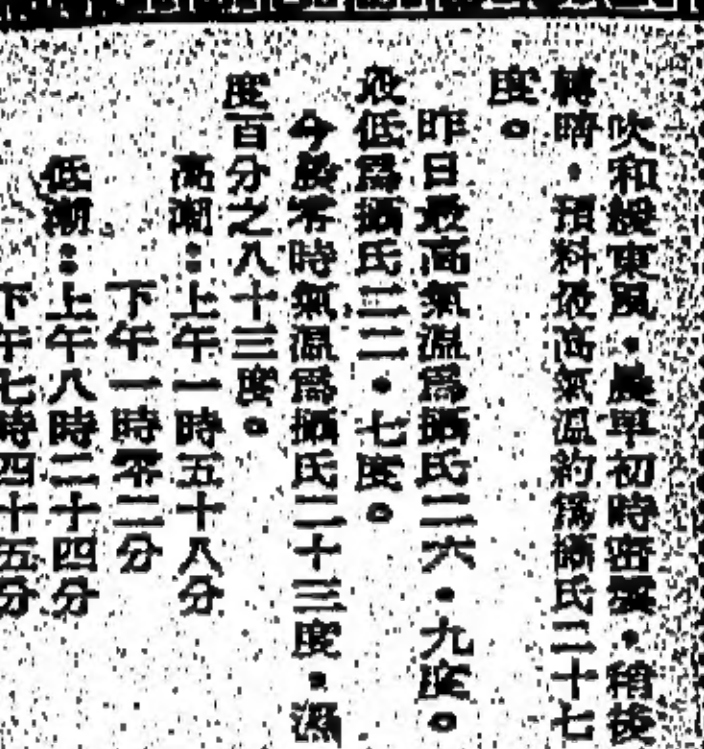 吹和緩東風·晨早初時密雲·稍後
轉晴·預料最高氣溫約爲攝氏二十七
度。
昨日最高氣溫爲攝氏二六·九度。
最低爲攝氏二二·七度。
今晨零時氣溫爲攝氏二十三度·濕
度百分之八十三度。
高潮:上午一時五十八分
下午一時零二分
低潮:上午八時二十四分
下午七時四十五分